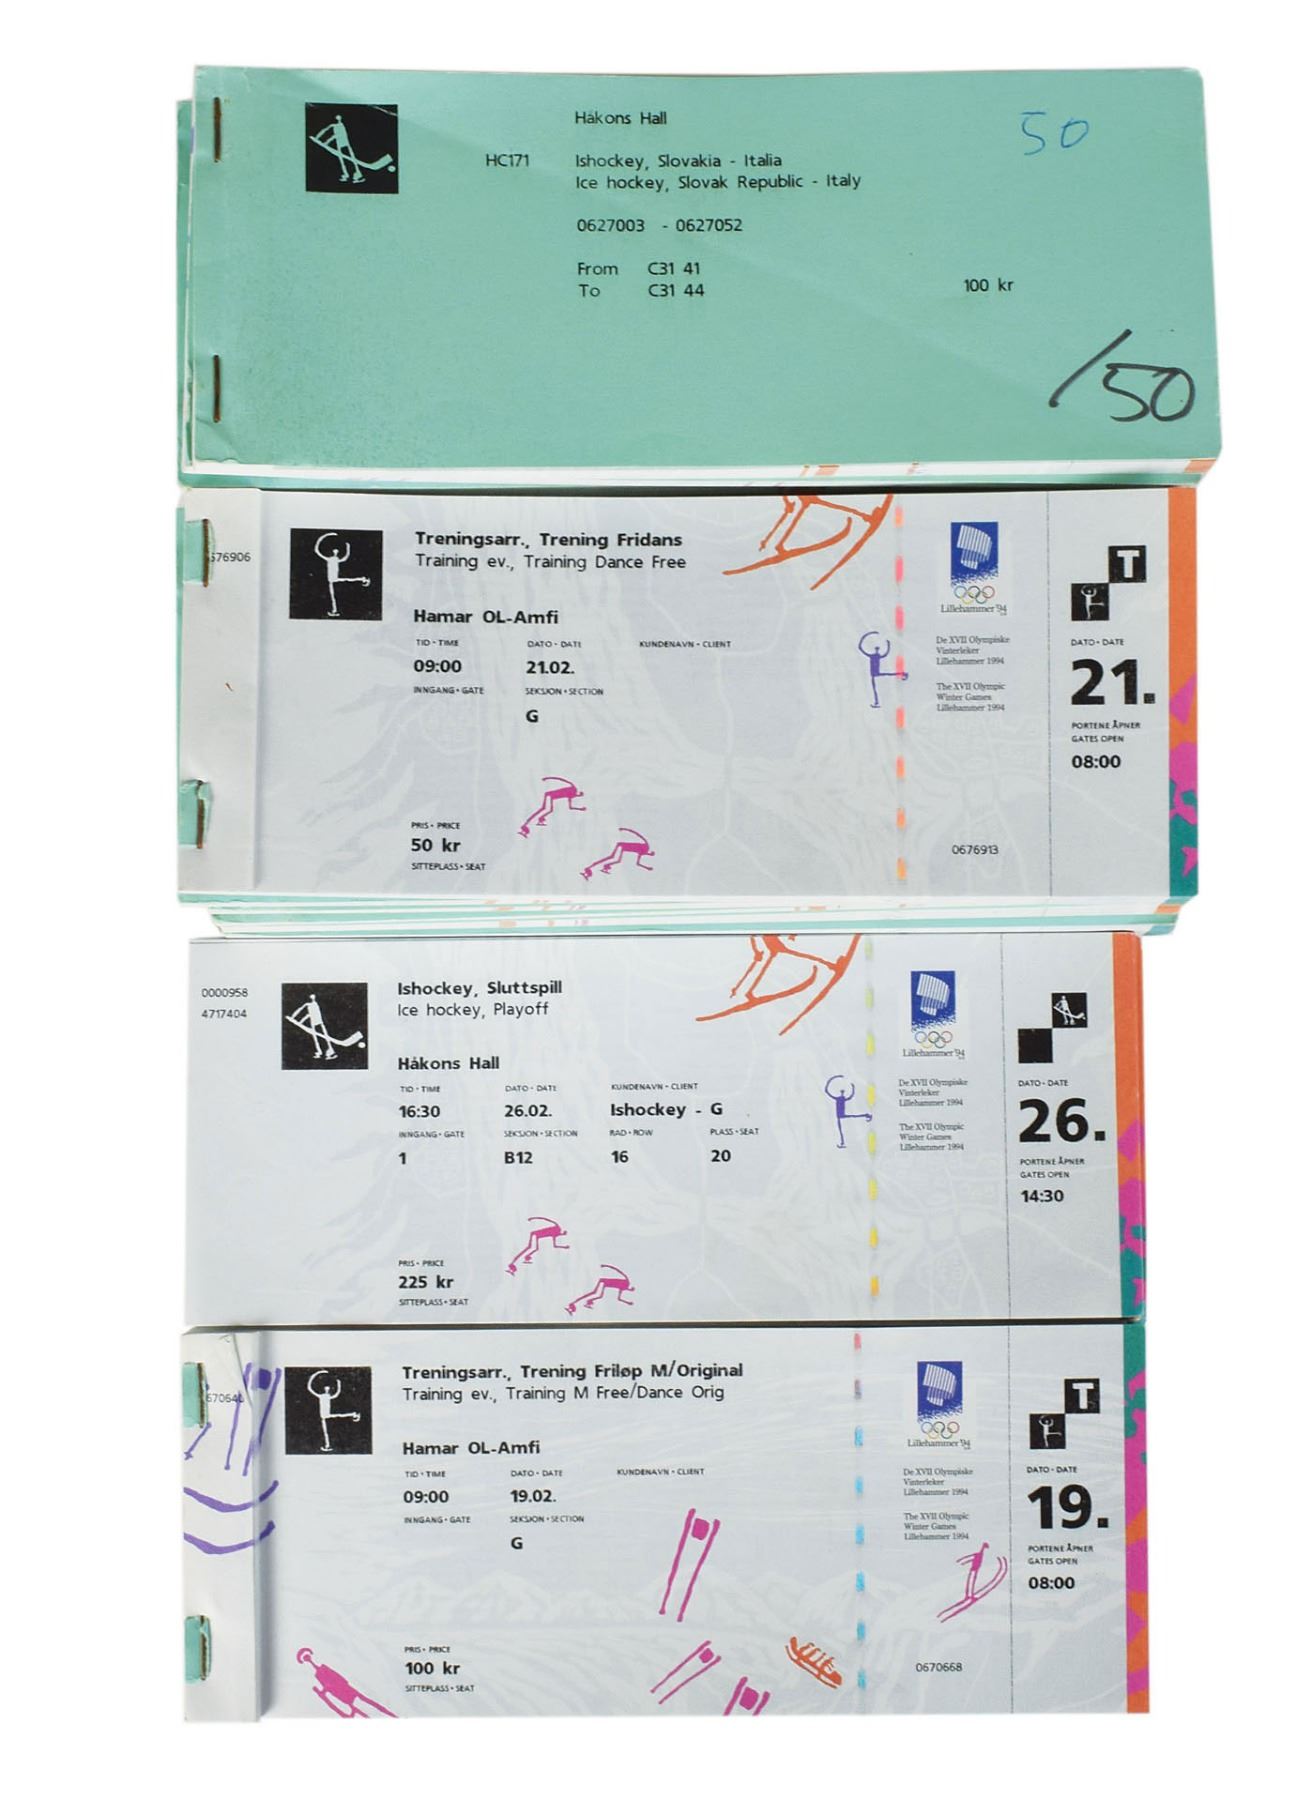 Håkons Hall
50
HC171 Ishockey, Slovakia - Italia
Ice hockey, Slovak Republic - Italy
0627003 - 0627052
From C31 41
To C31 44
100 kr
/50
576906
Treningsarr., Trening Fridans
Training ev., Training Dance Free
Hamar OL-Amfi
TID · TIME DATO · DATE KUNDENAVN · CLIENT
09:00 21.02.
INNGANG · GATE SEKSJON · SECTION
G
PRIS · PRICE
50 kr
SITTEPLASS · SEAT
Lillehammer '94
De XVII Olympiske
Vinterleker
Lillehammer 1994
The XVII Olympic
Winter Games
Lillehammer 1994
0676913
T
DATO · DATE
21.
PORTENE ÅPNER
GATES OPEN
08:00
0000958
4717404
Ishockey, Sluttspill
Ice hockey, Playoff
Håkons Hall
TID · TIME DATO · DATE KUNDENAVN · CLIENT
16:30 26.02. Ishockey - G
INNGANG · GATE SEKSJON · SECTION RAD · ROW PLASS · SEAT
1 B12 16 20
PRIS · PRICE
225 kr
SITTEPLASS · SEAT
Lillehammer '94
De XVII Olympiske
Vinterleker
Lillehammer 1994
The XVII Olympic
Winter Games
Lillehammer 1994
DATO · DATE
26.
PORTENE ÅPNER
GATES OPEN
14:30
Treningsarr., Trening Friløp M/Original
Training ev., Training M Free/Dance Orig
Hamar OL-Amfi
TID · TIME DATO · DATE KUNDENAVN · CLIENT
09:00 19.02.
INNGANG · GATE SEKSJON · SECTION
G
PRIS · PRICE
100 kr
SITTEPLASS · SEAT
Lillehammer '94
De XVII Olympiske
Vinterleker
Lillehammer 1994
The XVII Olympic
Winter Games
Lillehammer 1994
0670668
T
DATO · DATE
19.
PORTENE ÅPNER
GATES OPEN
08:00